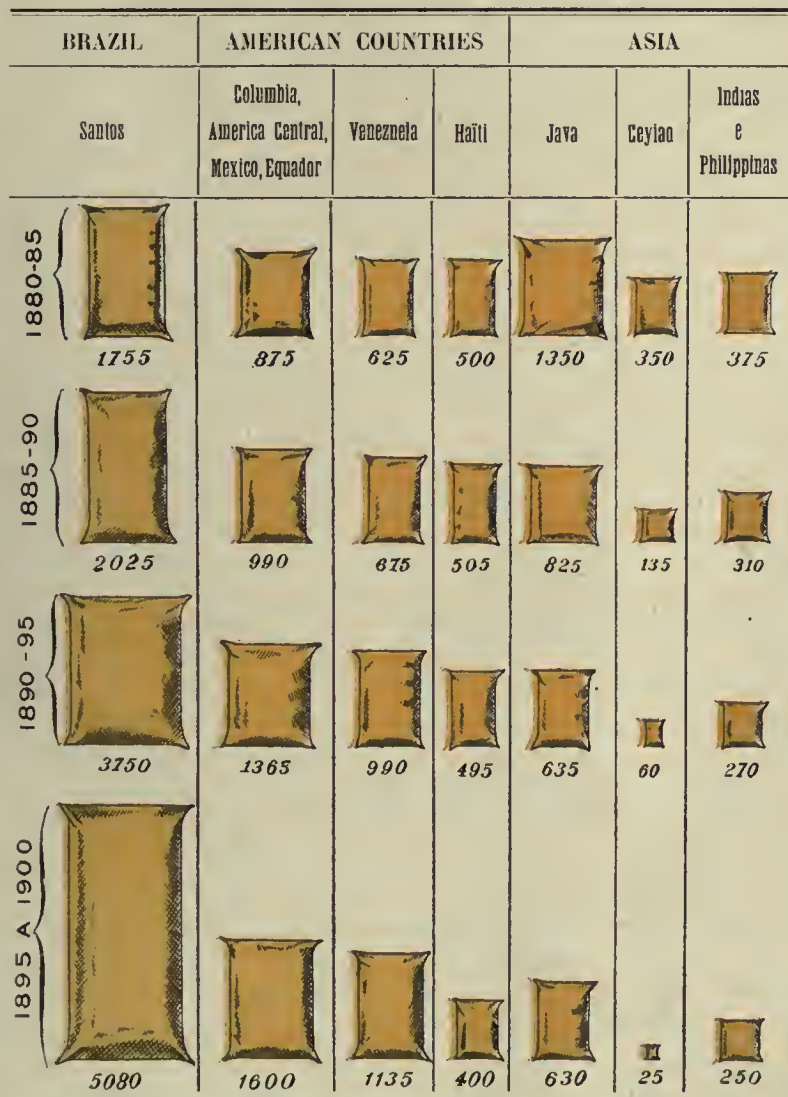 BRAZIL AMERICAN COUNTRIES ASIA
Santos
Columbia,
America Central,
Mexico, Equador
Veneznela
Haïti
Java
Ceylao
Indias
e
Philippinas
1880-85
1755 875 625 500 1350 350 375
1885-90
2025 990 675 505 825 135 310
1890-95
3750 1365 990 495 635 60 270
1895 A 1900
5080 1600 1135 400 630 25 250